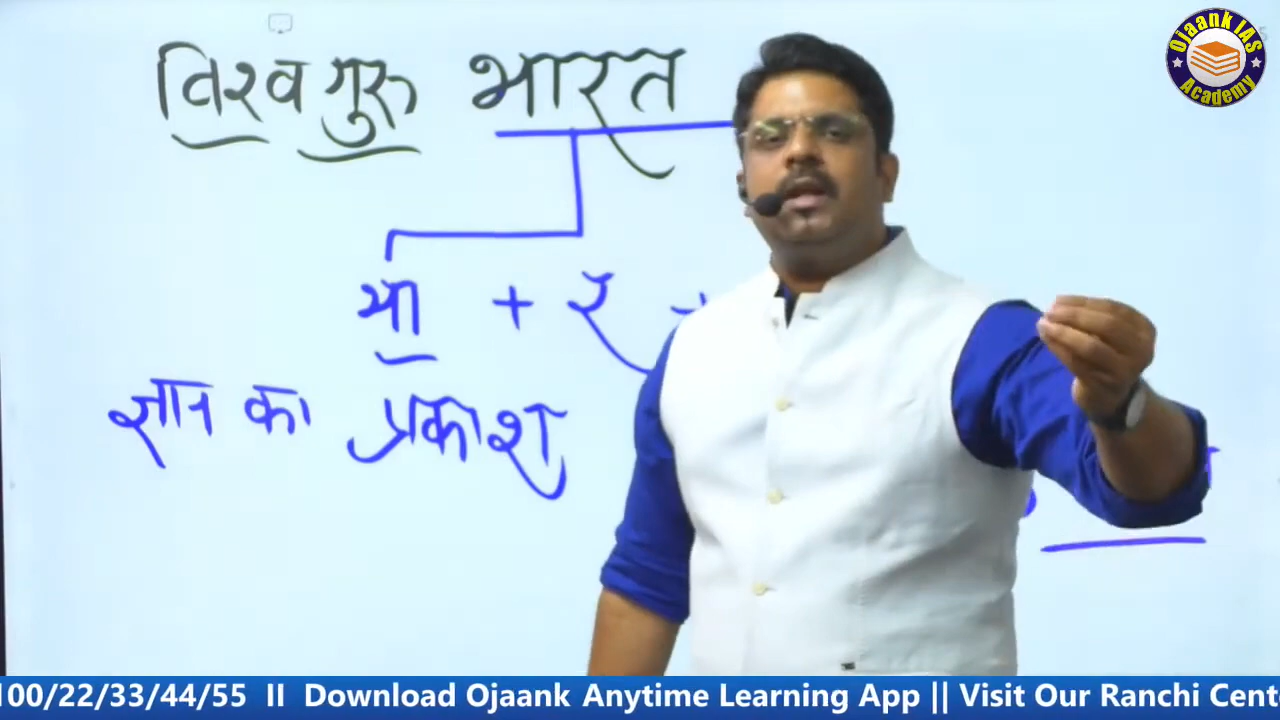 विश्व गुरु भारत
भा + र +
ज्ञान का प्रकाश
Ojaank IAS
Academy
100/22/33/44/55 II Download Ojaank Anytime Learning App || Visit Our Ranchi Cent